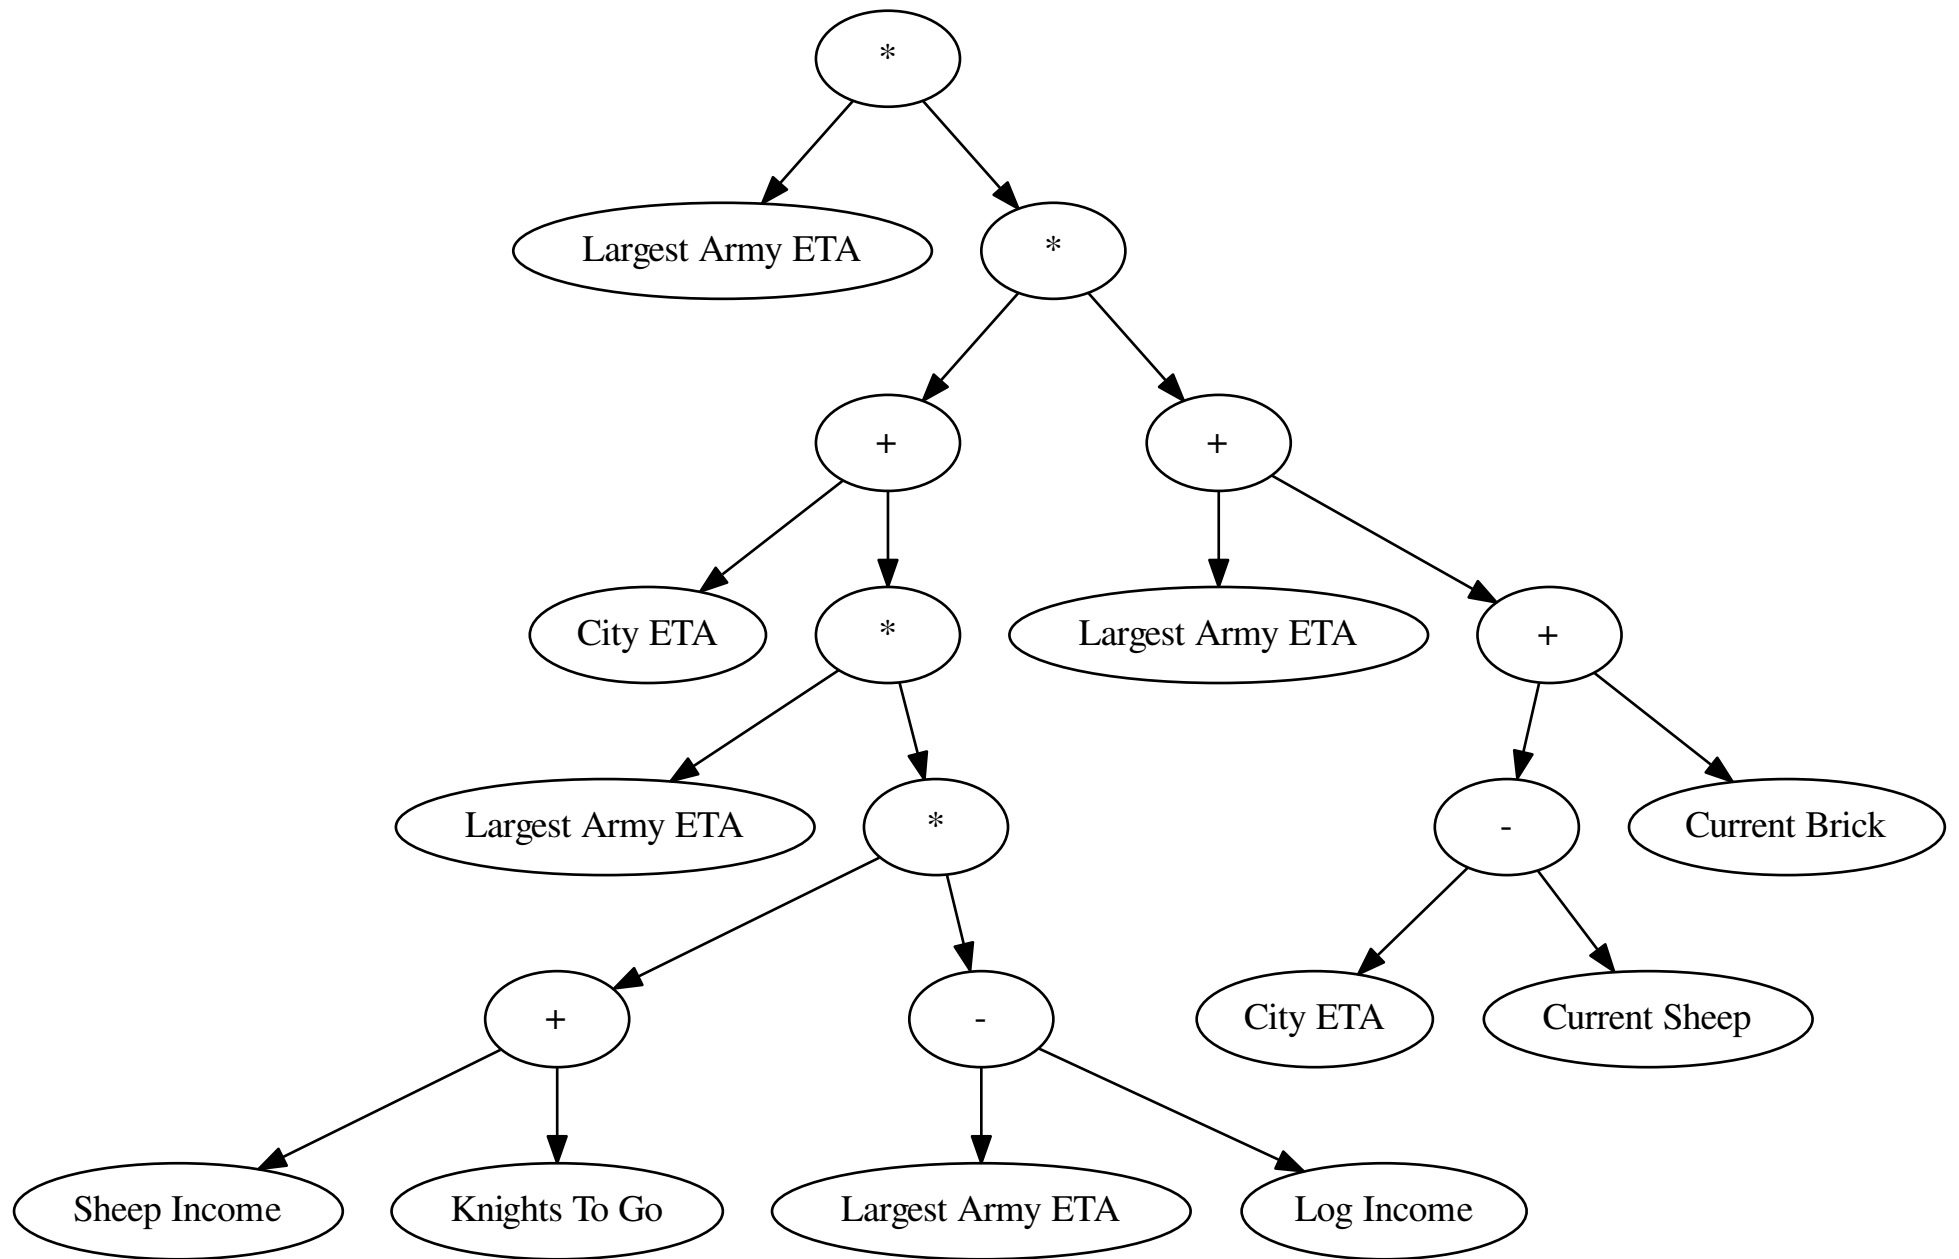 *
Largest Army ETA
*
+
+
City ETA
*
Largest Army ETA
+
Largest Army ETA
*
-
Current Brick
+
-
City ETA
Current Sheep
Sheep Income
Knights To Go
Largest Army ETA
Log Income